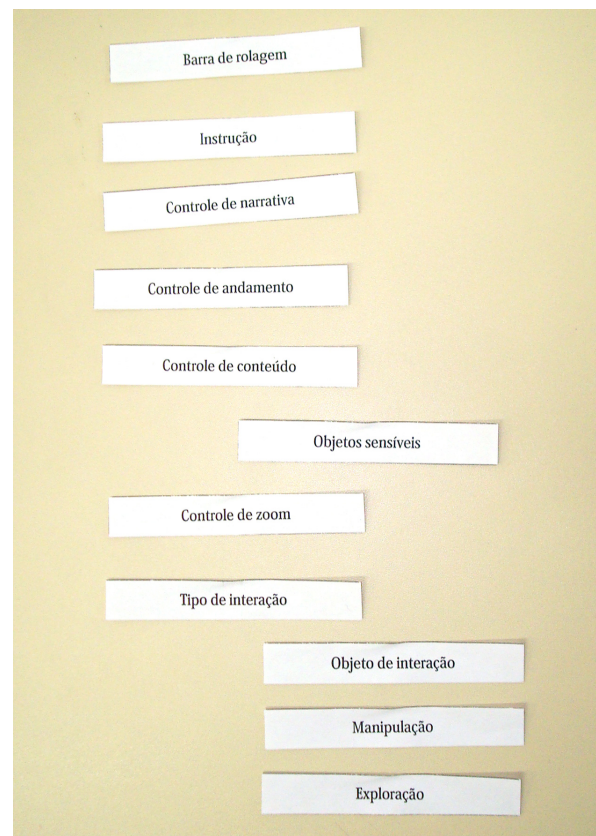 Barra de rolagem
Instrução
Controle de narrativa
Controle de andamento
Controle de conteúdo
Objetos sensíveis
Controle de zoom
Tipo de interação
Objeto de interação
Manipulação
Exploração